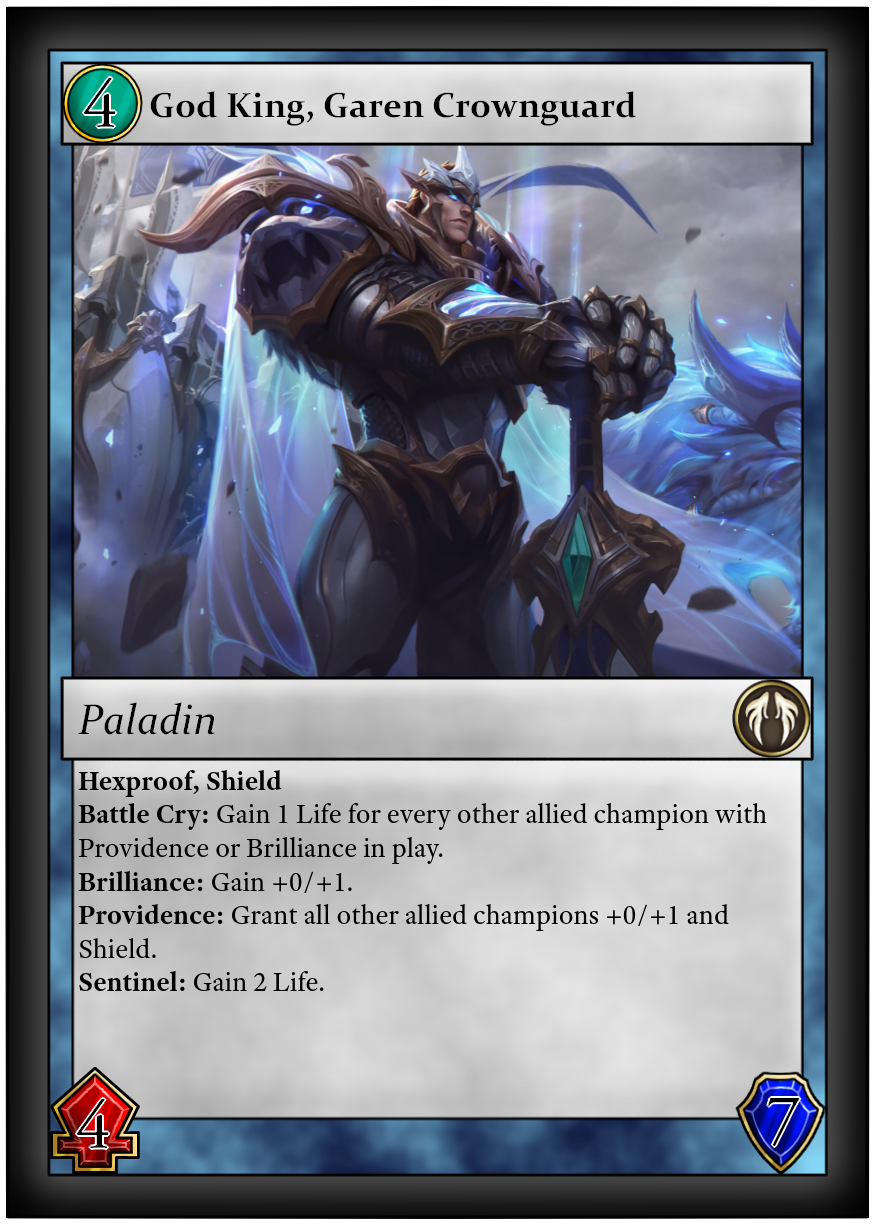 4
God King, Garen Crownguard
Paladin
Hexproof, Shield
Battle Cry: Gain 1 Life for every other allied champion with
Providence or Brilliance in play.
Brilliance: Gain +0/+1.
Providence: Grant all other allied champions +0/+1 and
Shield.
Sentinel: Gain 2 Life.
4
7